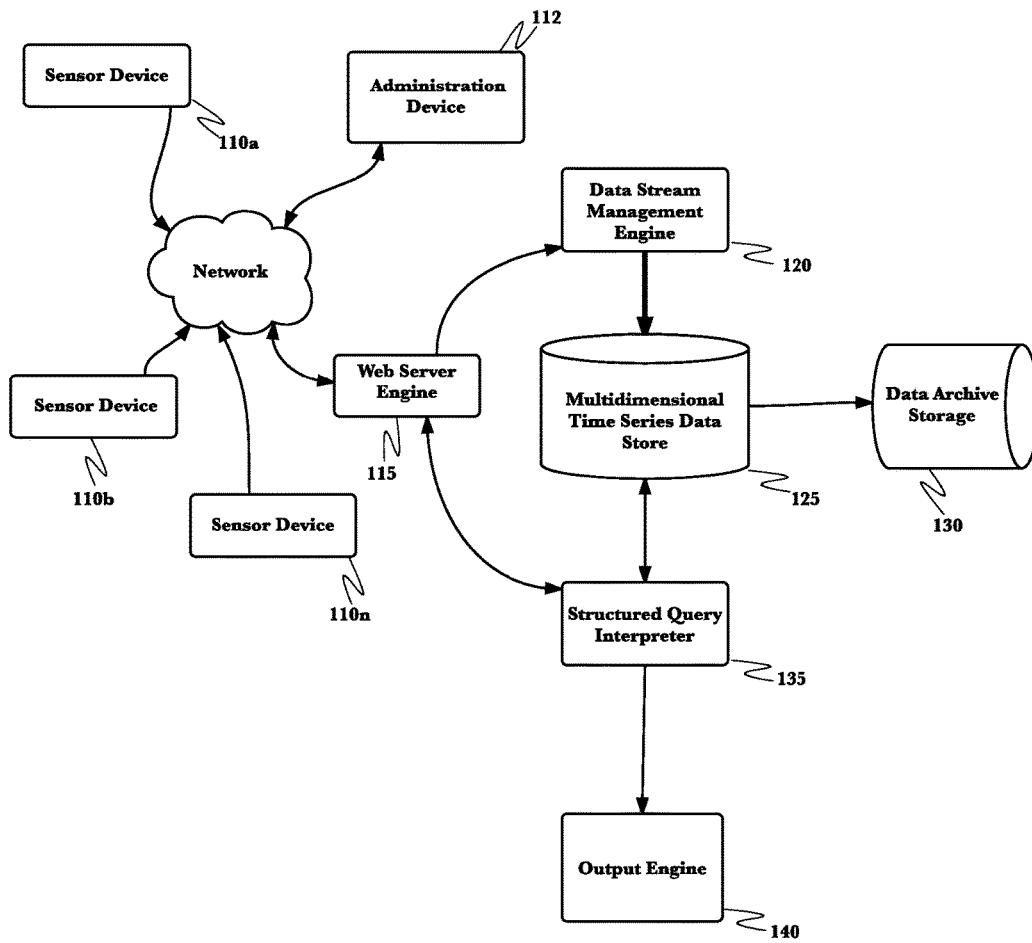 112
Sensor Device
Administration
Device
110a
Data Stream
Management
Engine
120
Network
Web Server
Engine
115
Sensor Device
110b
Multidimensional
Time Series Data
Store
125
Data Archive
Storage
130
Sensor Device
110n
Structured Query
Interpreter
135
Output Engine
140